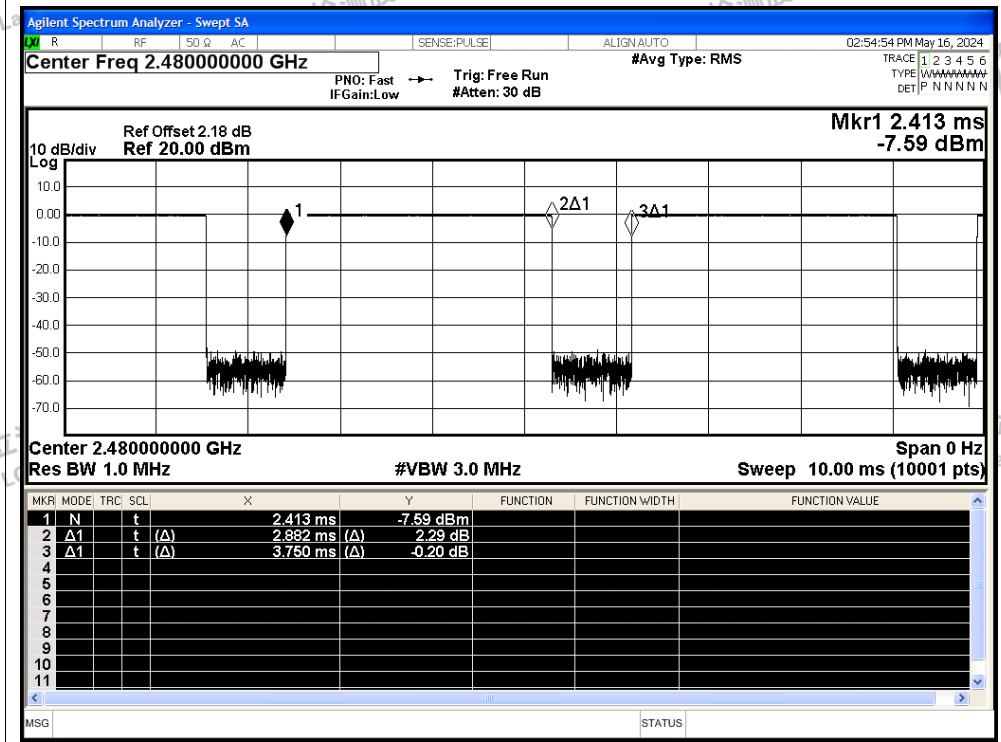 Agilent Spectrum Analyzer - Swept SA
LXI R RF 50 Ω AC SENSE:PULSE ALIGN AUTO 02:54:54 PM May 16, 2024
Center Freq 2.480000000 GHz
PNO: Fast
IFGain:Low
Trig: Free Run
#Atten: 30 dB
#Avg Type: RMS
TRACE 1 2 3 4 5 6
TYPE WWWWWW
DET P N N N N N
Mkr1 2.413 ms
-7.59 dBm
Ref Offset 2.18 dB
10 dB/div Ref 20.00 dBm
Log
10.0
0.00
-10.0
-20.0
-30.0
-40.0
-50.0
-60.0
-70.0
1
2Δ1
3Δ1
Center 2.480000000 GHz Span 0 Hz
Res BW 1.0 MHz #VBW 3.0 MHz Sweep 10.00 ms (10001 pts)
MKR MODE TRC SCL X Y FUNCTION FUNCTION WIDTH FUNCTION VALUE
1 N t 2.413 ms -7.59 dBm
2 Δ1 t (Δ) 2.882 ms (Δ) 2.29 dB
3 Δ1 t (Δ) 3.750 ms (Δ) -0.20 dB
4
5
6
7
8
9
10
11
MSG STATUS